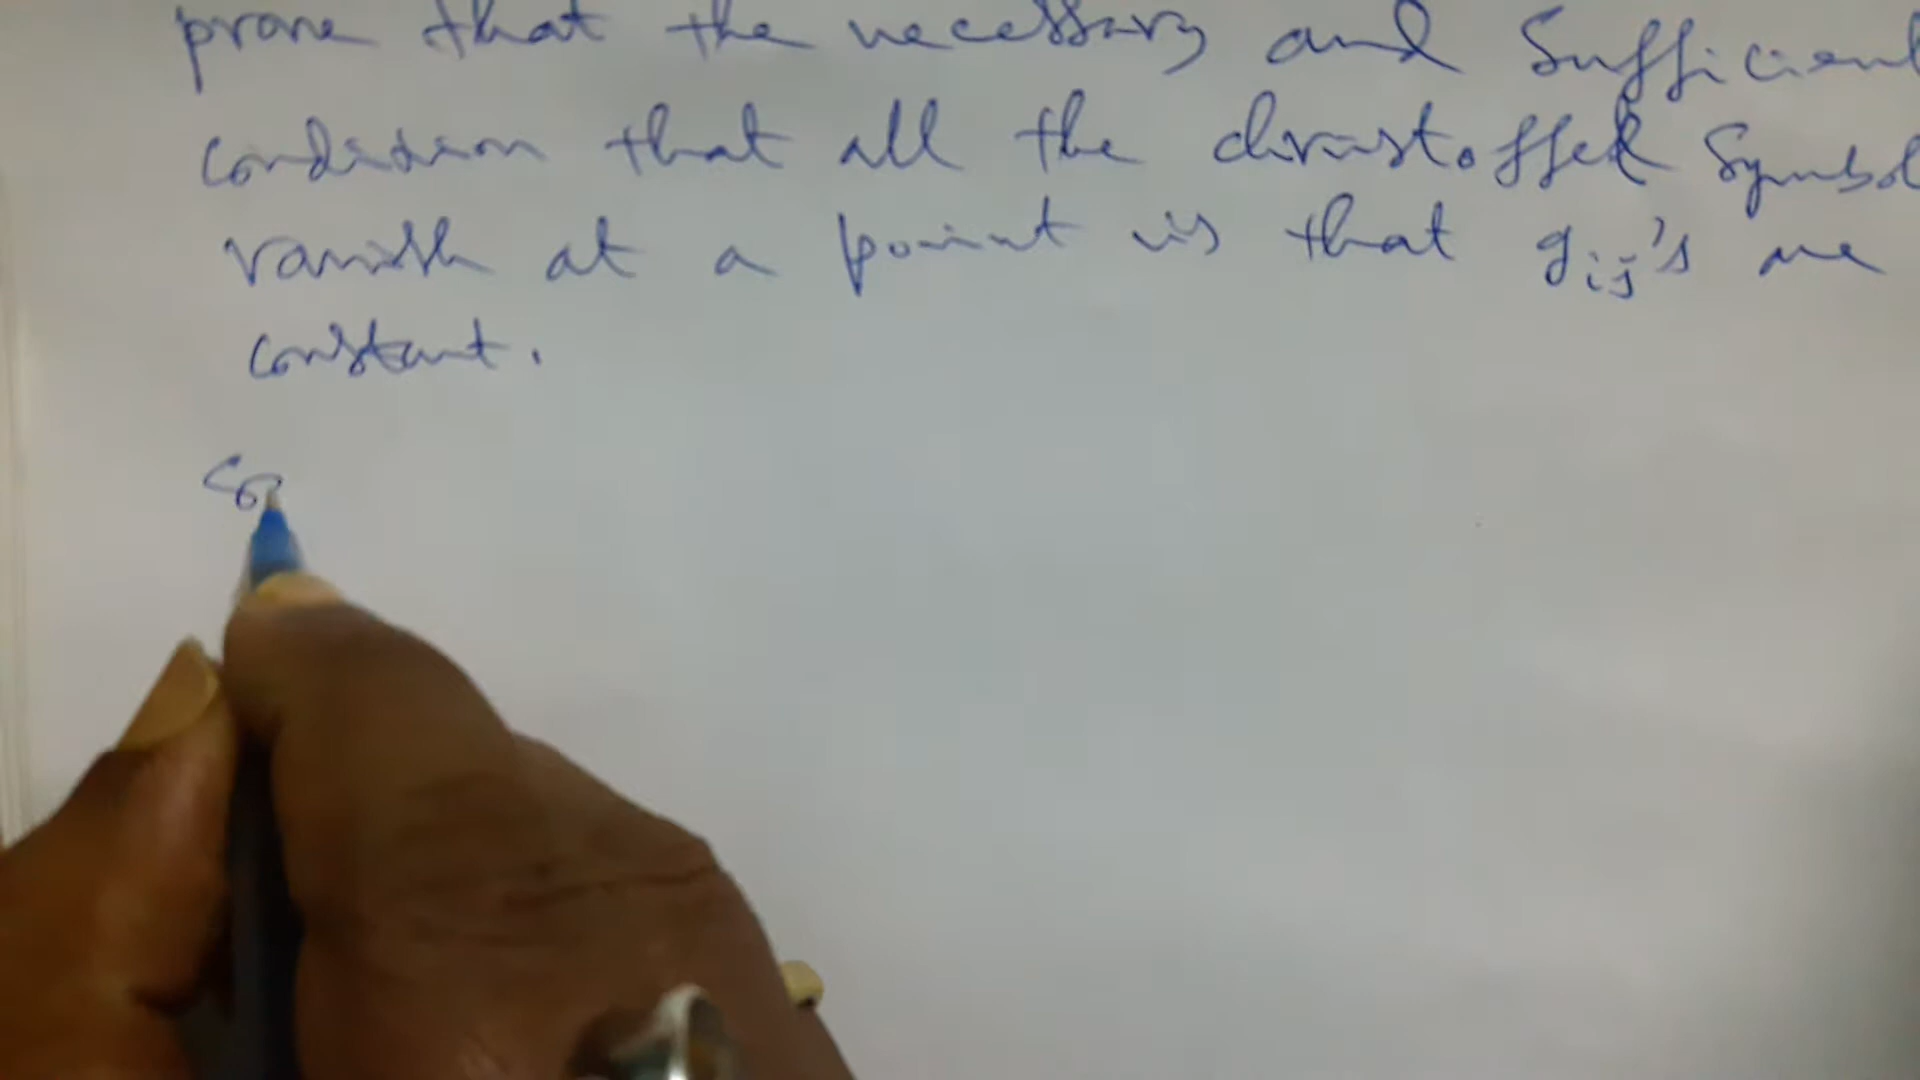 prove that the necessary and Sufficient
condition that all the christoffel Symbol
vanish at a point is that gij's are
constant.
So